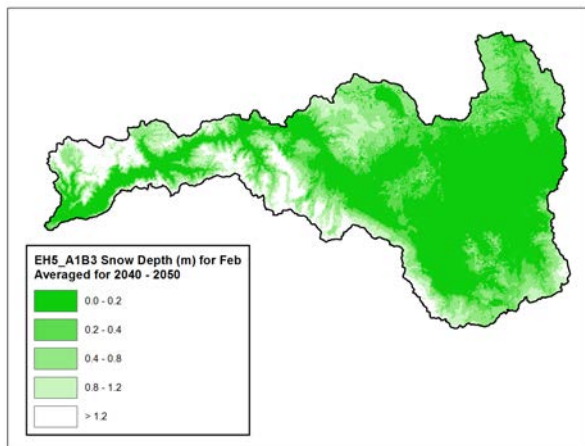 EH5_A1B3 Snow Depth (m) for Feb
Averaged for 2040 - 2050
0.0 - 0.2
0.2 - 0.4
0.4 - 0.8
0.8 - 1.2
> 1.2